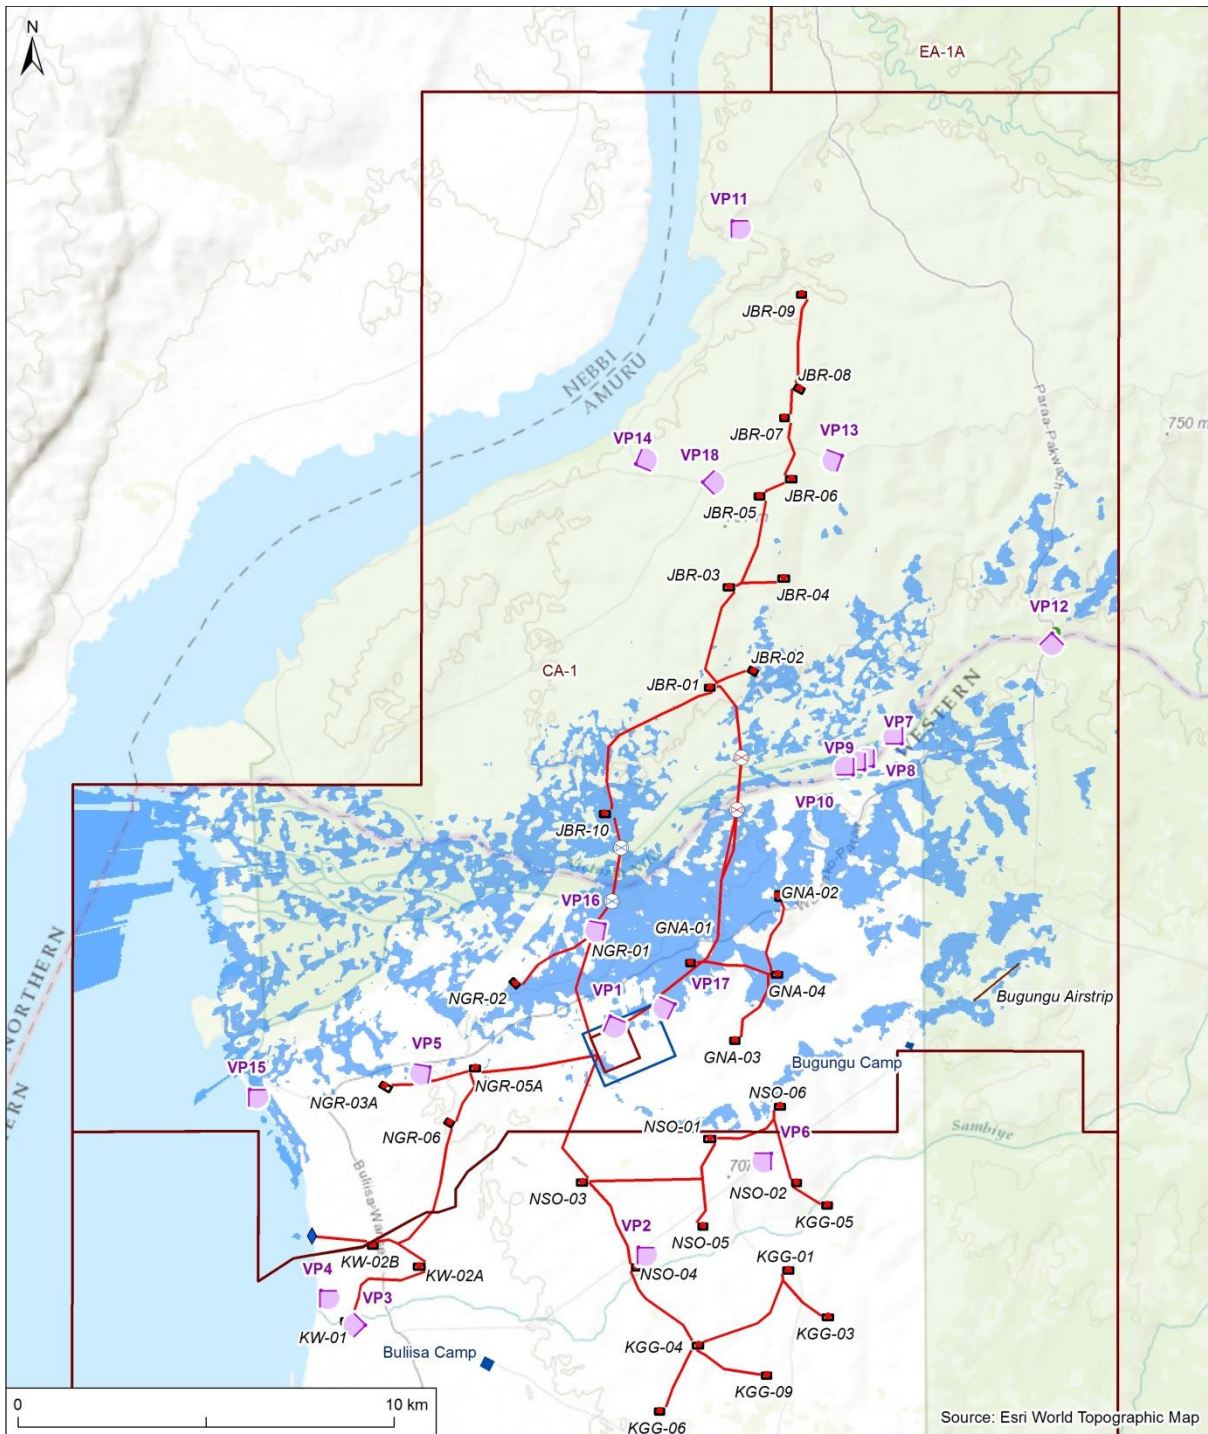 N
EA-1A
VP11
JBR-09
NEBBI
AMURU
JBR-08
Paraa-Pakwach
JBR-07
VP14
VP13
750 m
VP18
JBR-06
JBR-05
JBR-03
JBR-04
VP12
CA-1
JBR-02
JBR-01
WESTERN
VP7
VP9
VP8
VP10
JBR-10
VP16
GNA-02
GNA-01
NGR-01
NORTHERN
NGR-02
GNA-04
VP17
Bugungu Airstrip
VP1
GNA-03
VP5
Bugungu Camp
VP15
NGR-05A
NGR-03A
NSO-06
NGR-06
NSO-01
Sambiye
VP6
Buliisa-Wanse
NSO-03
NSO-02
KGG-05
NSO-05
VP2
KW-02B
KGG-01
VP4
KW-02A
NSO-04
VP3
KW-01
KGG-03
KGG-04
Buliisa Camp
KGG-09
0
10 km
KGG-06
Source: Esri World Topographic Map